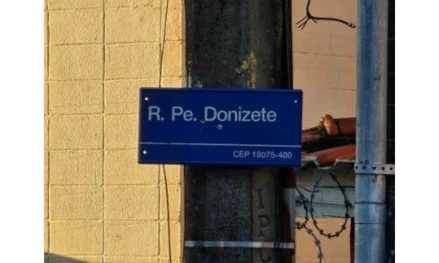 R. Pe. Donizete
CEP 18075-480